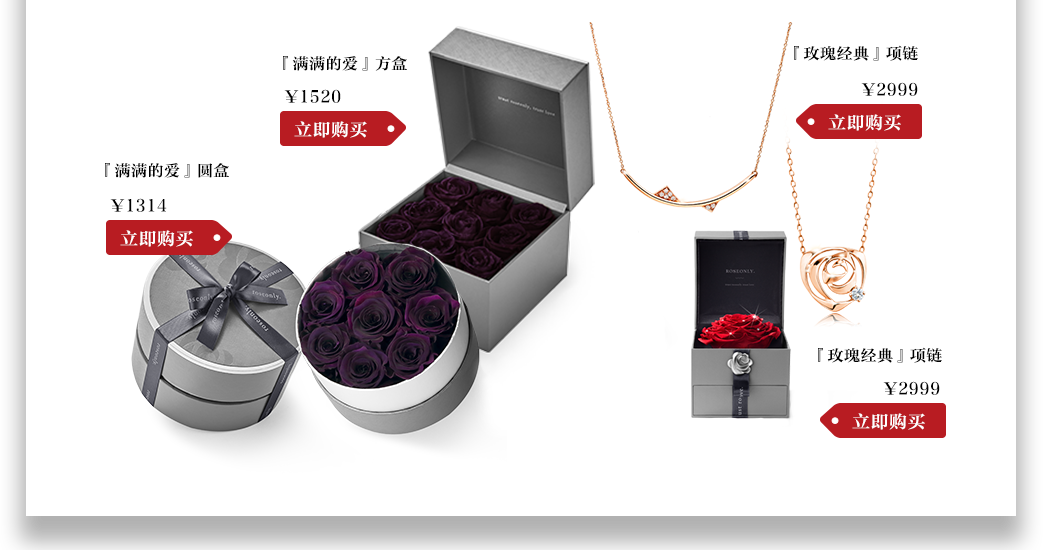 『满满的爱』方盒
¥1520
立即购买
『满满的爱』圆盒
¥1314
立即购买
『玫瑰经典』项链
¥2999
立即购买
ROSEONLY.
roseonly.
『玫瑰经典』项链
¥2999
立即购买